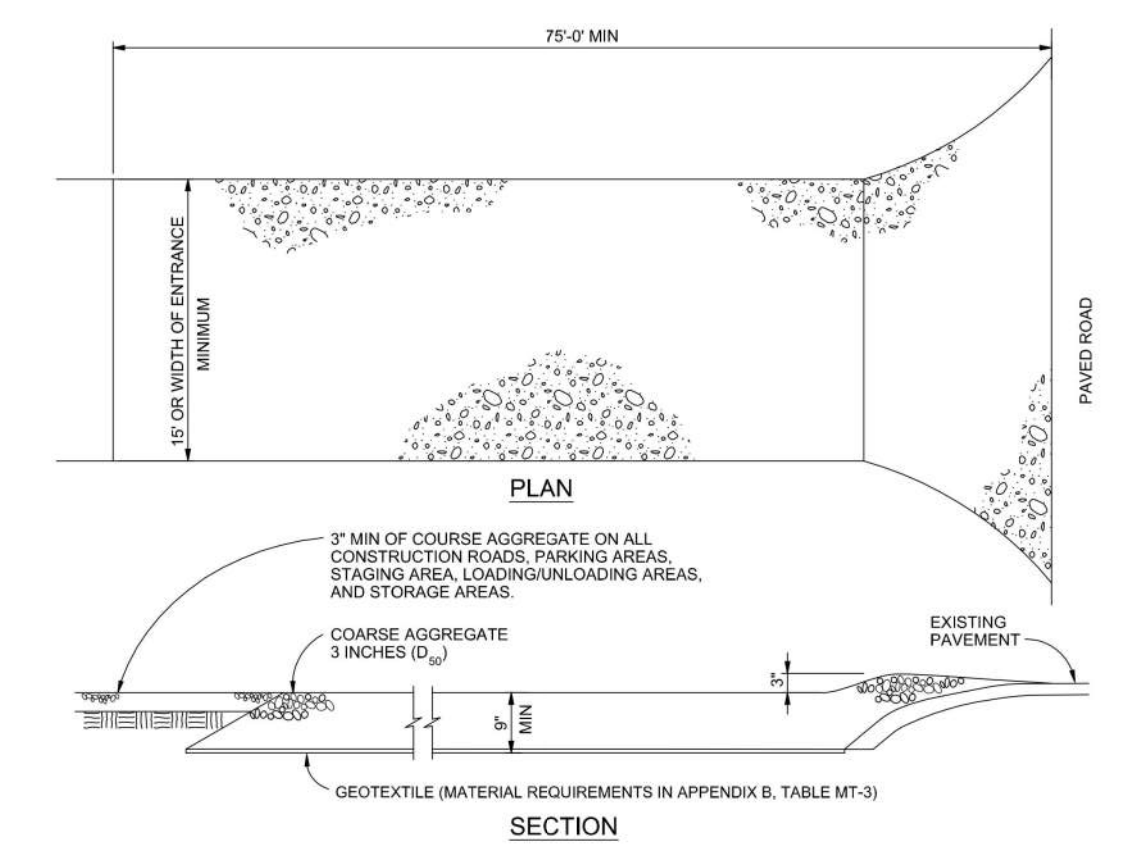 75'-0' MIN
15' OR WIDTH OF ENTRANCE
MINIMUM
PAVED ROAD
PLAN
3" MIN OF COURSE AGGREGATE ON ALL
CONSTRUCTION ROADS, PARKING AREAS,
STAGING AREA, LOADING/UNLOADING AREAS,
AND STORAGE AREAS.
COARSE AGGREGATE
3 INCHES (D50)
EXISTING
PAVEMENT
3"
9"
MIN
GEOTEXTILE (MATERIAL REQUIREMENTS IN APPENDIX B, TABLE MT-3)
SECTION